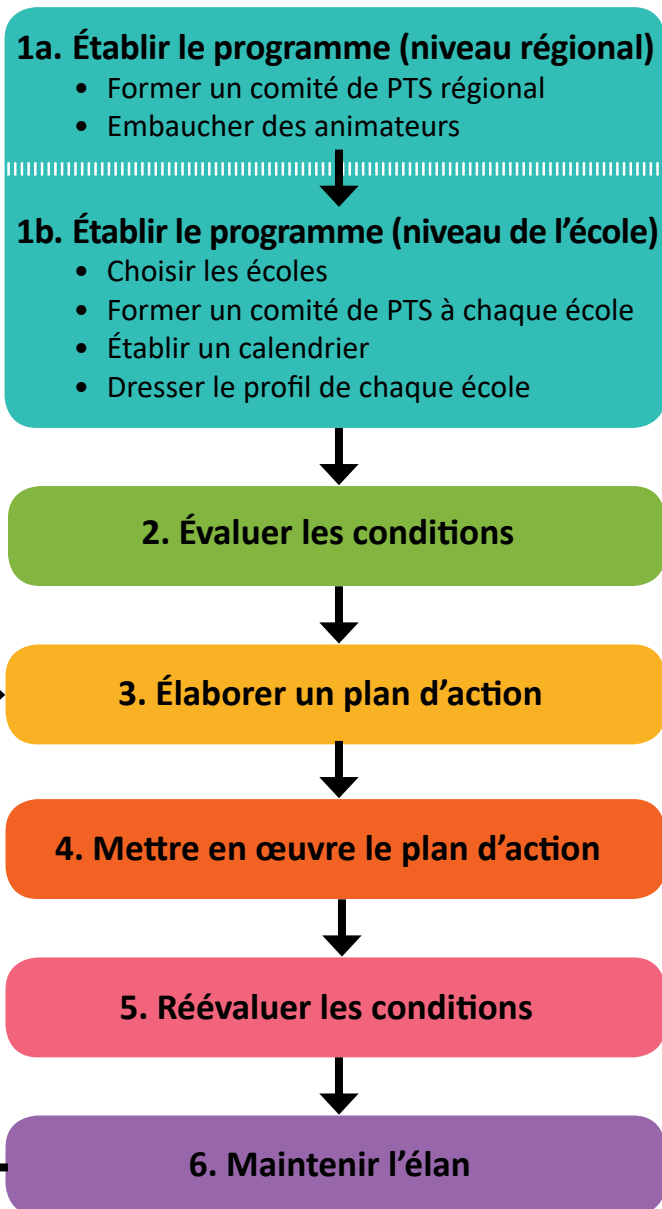 1a. Établir le programme (niveau régional)
• Former un comité de PTS régional
• Embaucher des animateurs
1b. Établir le programme (niveau de l’école)
• Choisir les écoles
• Former un comité de PTS à chaque école
• Établir un calendrier
• Dresser le profil de chaque école
2. Évaluer les conditions
3. Élaborer un plan d’action
4. Mettre en œuvre le plan d’action
5. Réévaluer les conditions
6. Maintenir l’élan